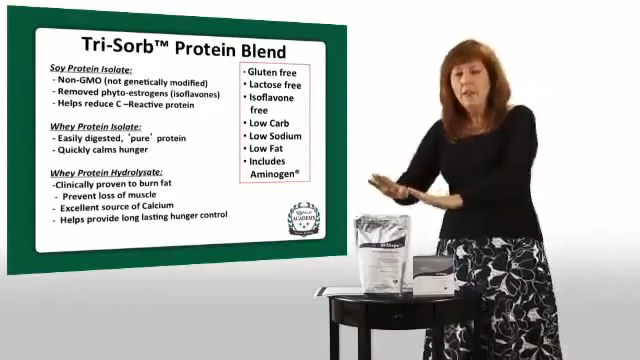 Tri-Sorb™ Protein Blend
Soy Protein Isolate:
- Non-GMO (not genetically modified)
- Removed phyto-estrogens (isoflavones)
- Helps reduce C –Reactive protein
Whey Protein Isolate:
- Easily digested, 'pure' protein
- Quickly calms hunger
Whey Protein Hydrolysate:
-Clinically proven to burn fat
- Prevent loss of muscle
- Excellent source of Calcium
- Helps provide long lasting hunger control
• Gluten free
• Lactose free
• Isoflavone
free
• Low Carb
• Low Sodium
• Low Fat
• Includes
Aminogen®
ACADEMY